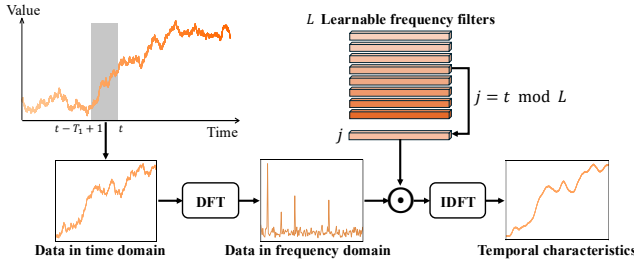 Value
L Learnable frequency filters
j = t mod L
t − T₁ + 1
t
Time
j
DFT
IDFT
Data in time domain
Data in frequency domain
Temporal characteristics